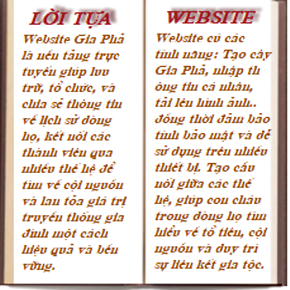 LỜI TỰA
Website Gia Phả
là nền tảng trực
tuyến giúp lưu
trữ, tổ chức, và
chia sẻ thông tin
về lịch sử dòng
họ, kết nối các
thành viên qua
nhiều thế hệ để
tìm về cội nguồn
và lan tỏa giá trị
truyền thống gia
đình một cách
hiệu quả và bền
vững.
WEBSITE
Website có các
tính năng: Tạo cây
Gia Phả, nhập th
ông tin cá nhân,
tải lên hình ảnh..
đồng thời đảm bảo
tính bảo mật và dễ
sử dụng trên nhiều
thiết bị. Tạo cầu
nối giữa các thế
hệ, giúp con cháu
trong dòng họ tìm
hiểu về tổ tiên, cội
nguồn và duy trì
sự liên kết gia tộc.